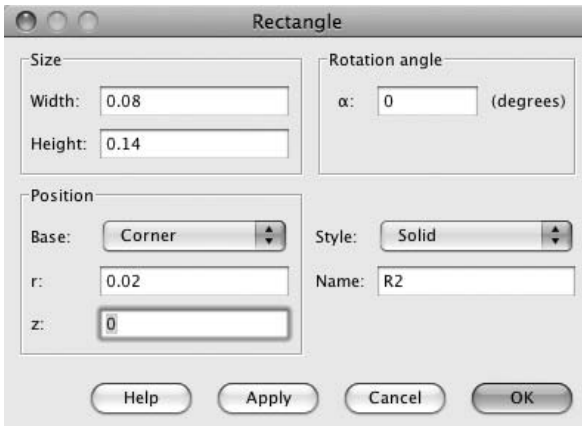 Rectangle
Size
Width: 0.08
Height: 0.14
Rotation angle
α: 0 (degrees)
Position
Base: Corner
r: 0.02
z: 0
Style: Solid
Name: R2
Help Apply Cancel OK